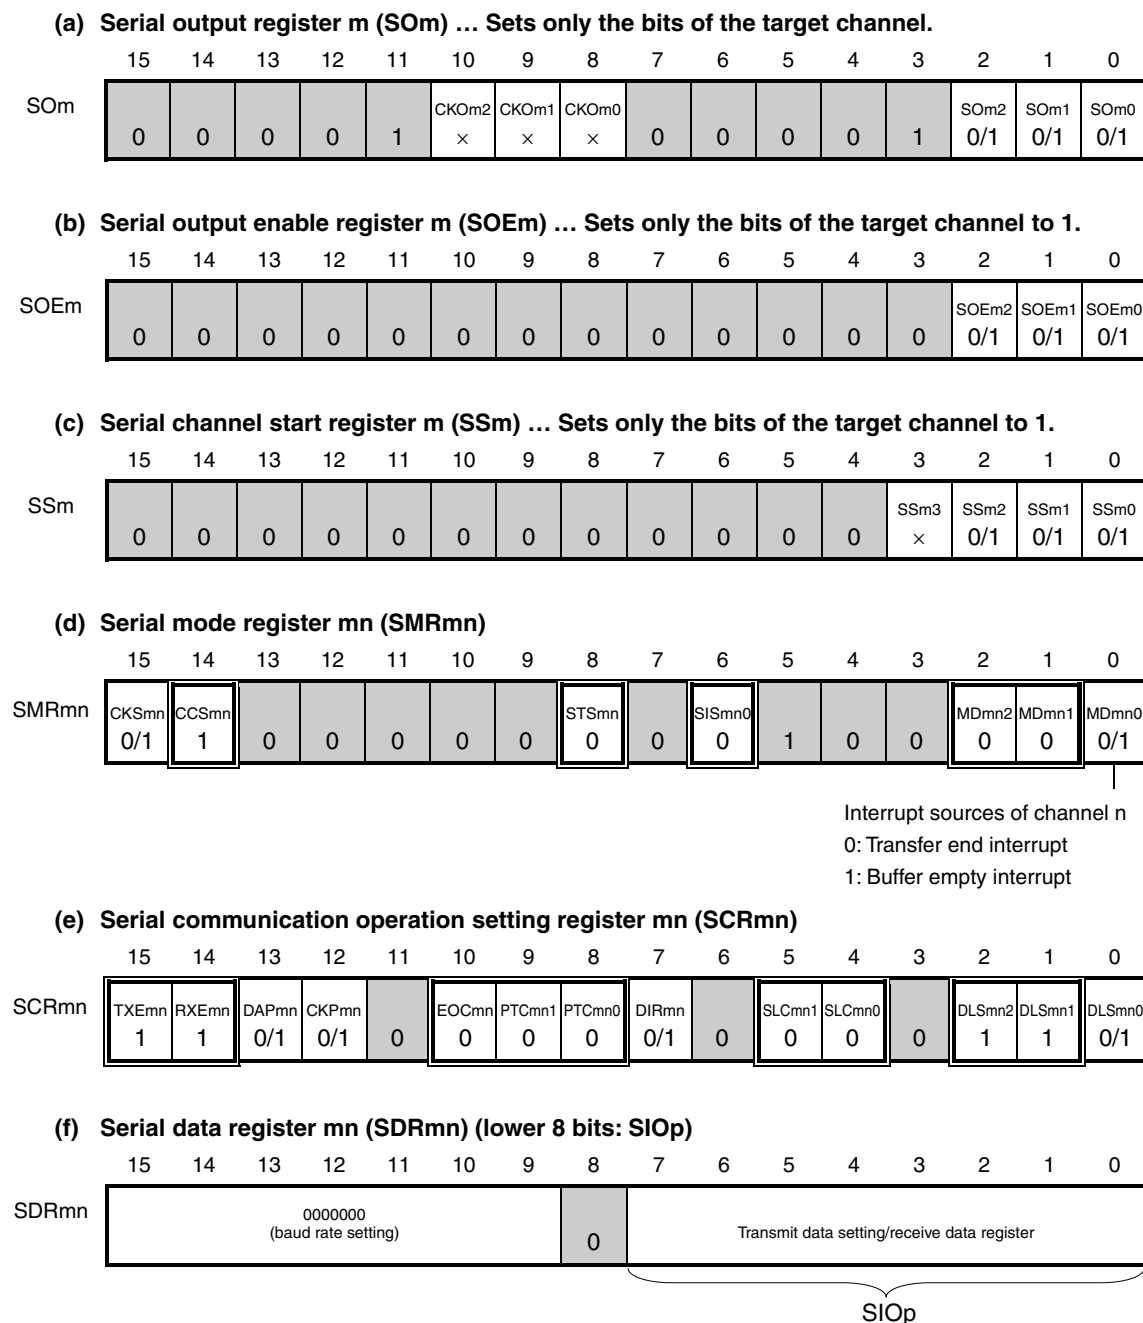 (a) Serial output register m (SOm) … Sets only the bits of the target channel.
15 14 13 12 11 10 9 8 7 6 5 4 3 2 1 0
SOm
CKOm2 CKOm1 CKOm0 SOm2 SOm1 SOm0
0 0 0 0 1 × × × 0 0 0 0 1 0/1 0/1 0/1
(b) Serial output enable register m (SOEm) … Sets only the bits of the target channel to 1.
15 14 13 12 11 10 9 8 7 6 5 4 3 2 1 0
SOEm
SOEm2 SOEm1 SOEm0
0 0 0 0 0 0 0 0 0 0 0 0 0 0/1 0/1 0/1
(c) Serial channel start register m (SSm) … Sets only the bits of the target channel to 1.
15 14 13 12 11 10 9 8 7 6 5 4 3 2 1 0
SSm
SSm3 SSm2 SSm1 SSm0
0 0 0 0 0 0 0 0 0 0 0 0 × 0/1 0/1 0/1
(d) Serial mode register mn (SMRmn)
15 14 13 12 11 10 9 8 7 6 5 4 3 2 1 0
SMRmn
CKSmn CCSmn STSmn SISmn0 MDmn2 MDmn1 MDmn0
0/1 1 0 0 0 0 0 0 0 0 1 0 0 0 0 0/1
Interrupt sources of channel n
0: Transfer end interrupt
1: Buffer empty interrupt
(e) Serial communication operation setting register mn (SCRmn)
15 14 13 12 11 10 9 8 7 6 5 4 3 2 1 0
SCRmn
TXEmn RXEmn DAPmn CKPmn EOCmn PTCmn1 PTCmn0 DIRmn SLCmn1 SLCmn0 DLSmn2 DLSmn1 DLSmn0
1 1 0/1 0/1 0 0 0 0 0/1 0 0 0 0 1 1 0/1
(f) Serial data register mn (SDRmn) (lower 8 bits: SIOp)
15 14 13 12 11 10 9 8 7 6 5 4 3 2 1 0
SDRmn
0000000
(baud rate setting)
0
Transmit data setting/receive data register
SIOp